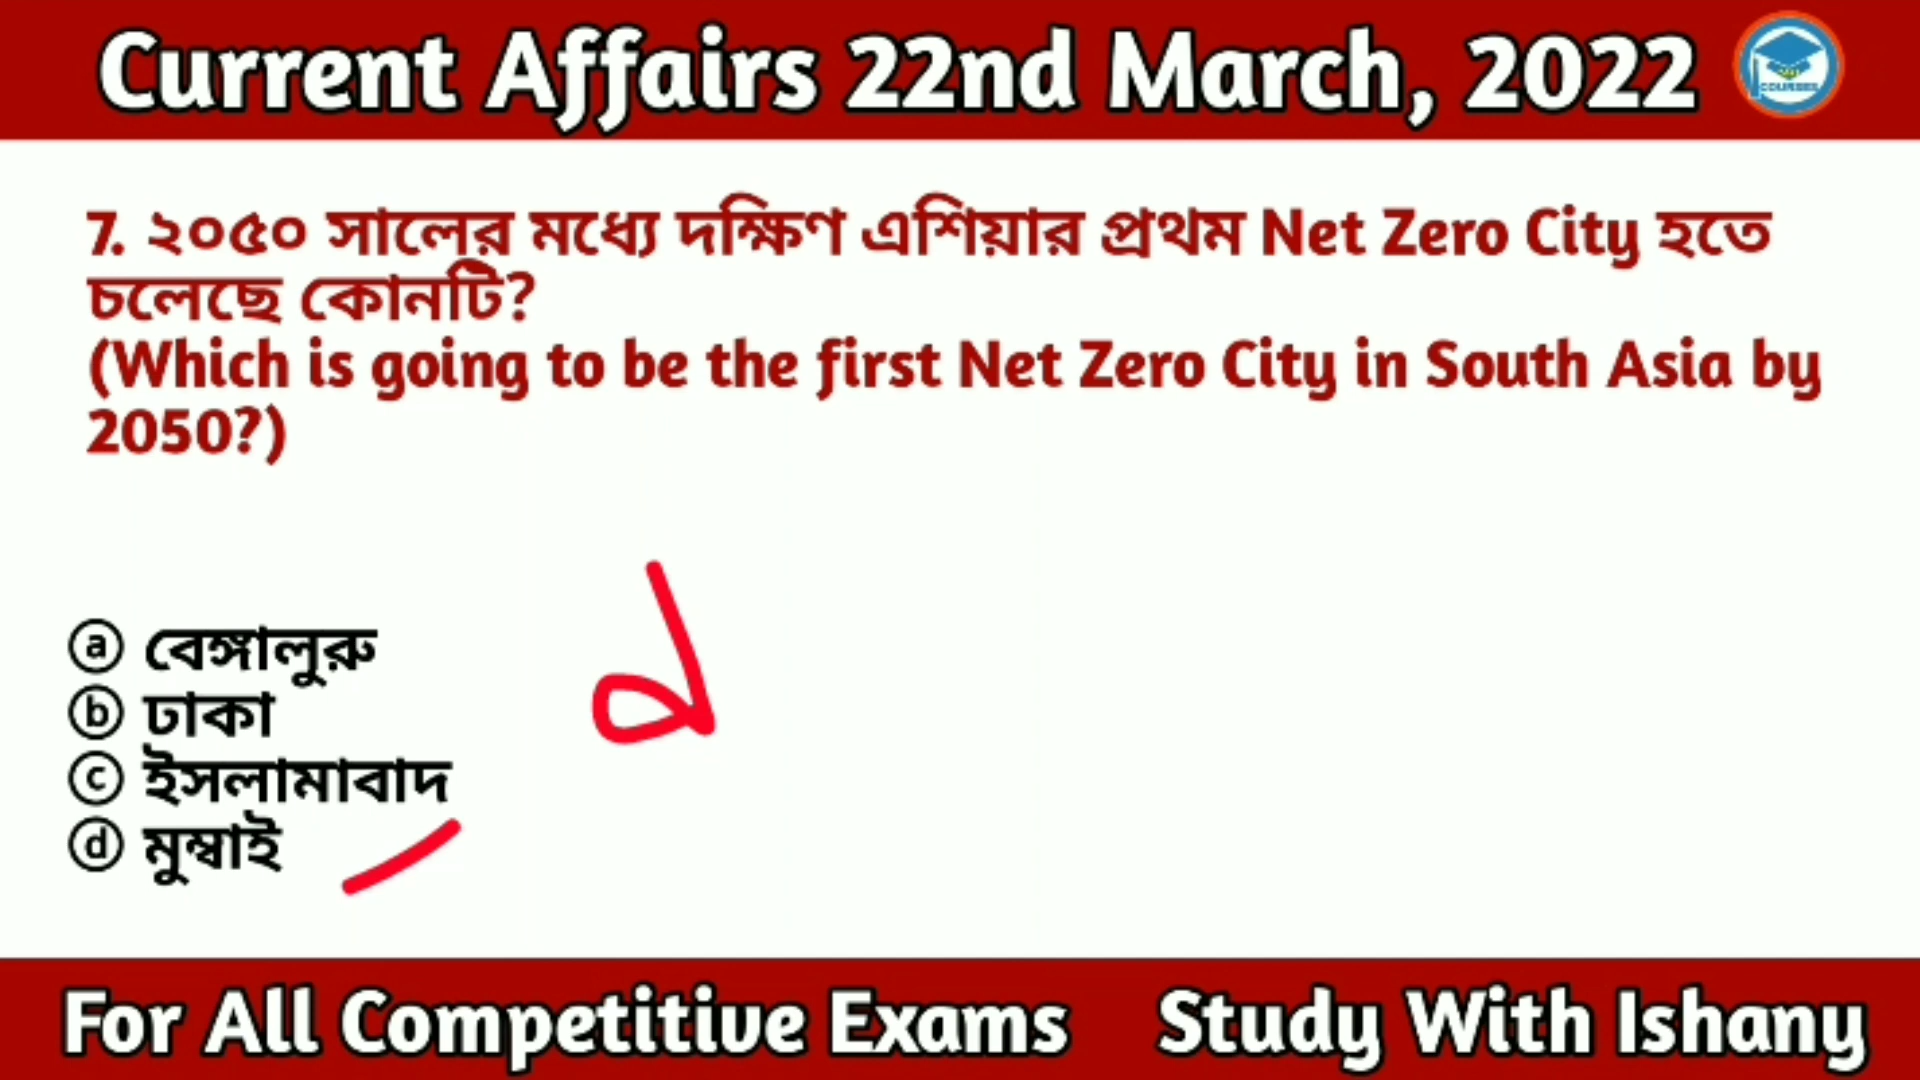 Current Affairs 22nd March, 2022
COURSES
7. ২০৫০ সালের মধ্যে দক্ষিণ এশিয়ার প্রথম Net Zero City হতে
চলেছে কোনটি?
(Which is going to be the first Net Zero City in South Asia by
2050?)
d
ⓐ বেঙ্গালুরু
ⓑ ঢাকা
ⓒ ইসলামাবাদ
ⓓ মুম্বাই
For All Competitive Exams Study With Ishany